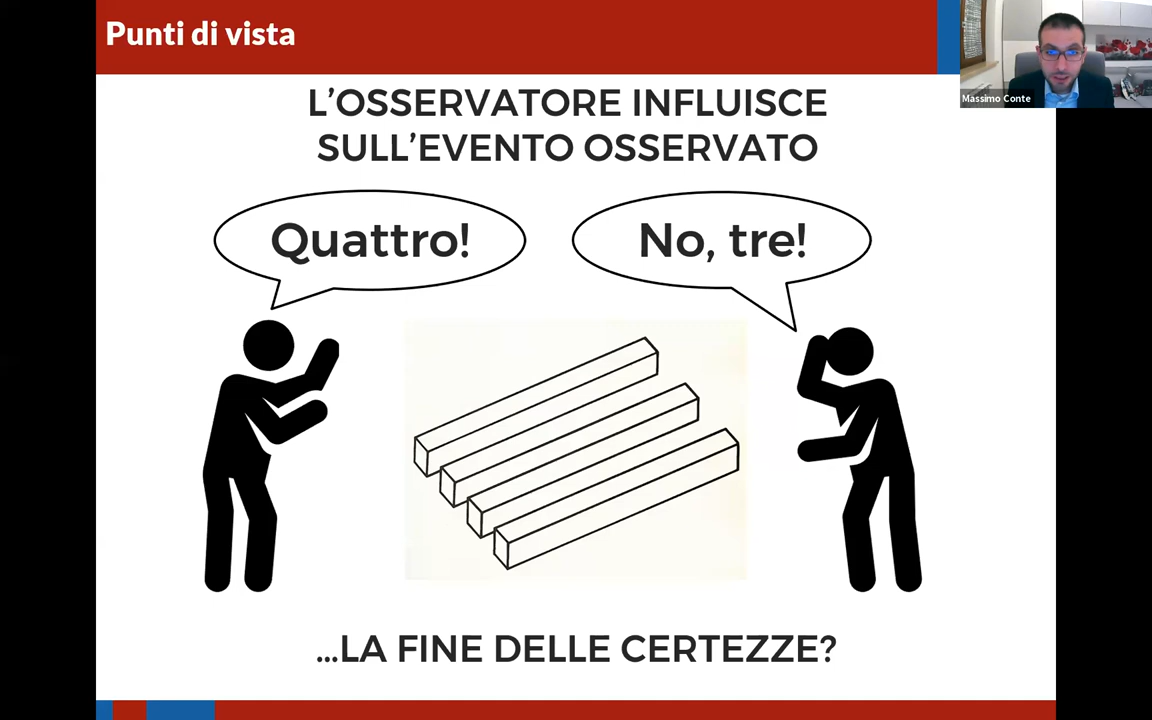 Punti di vista
Massimo Conte
L'OSSERVATORE INFLUISCE
SULL'EVENTO OSSERVATO
Quattro!
No, tre!
...LA FINE DELLE CERTEZZE?